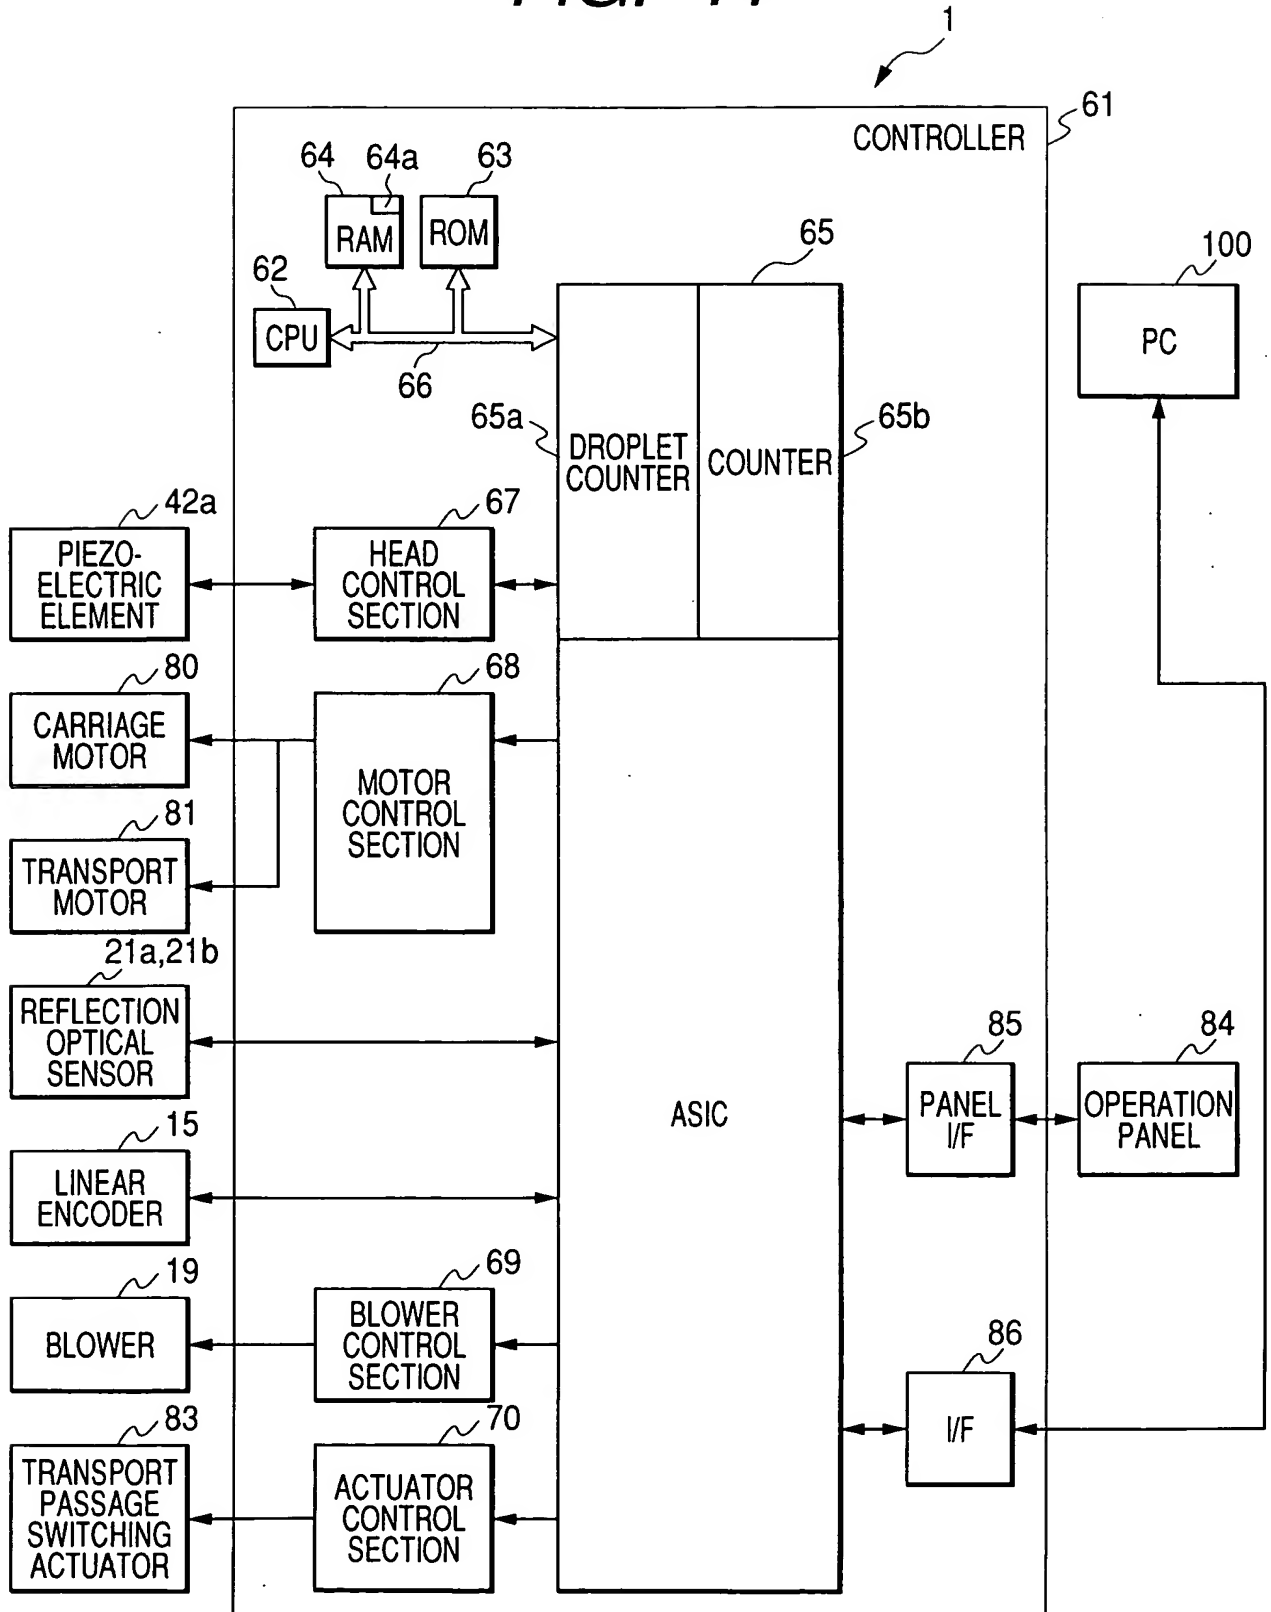 1
61
CONTROLLER
64
64a
63
RAM
ROM
65
100
62
CPU
PC
66
65a
65b
DROPLET
COUNTER
COUNTER
42a
67
PIEZO-
ELECTRIC
ELEMENT
HEAD
CONTROL
SECTION
80
68
CARRIAGE
MOTOR
MOTOR
CONTROL
SECTION
81
TRANSPORT
MOTOR
21a,21b
REFLECTION
OPTICAL
SENSOR
85
84
ASIC
PANEL
I/F
OPERATION
PANEL
15
LINEAR
ENCODER
19
69
BLOWER
BLOWER
CONTROL
SECTION
86
I/F
83
70
TRANSPORT
PASSAGE
SWITCHING
ACTUATOR
ACTUATOR
CONTROL
SECTION